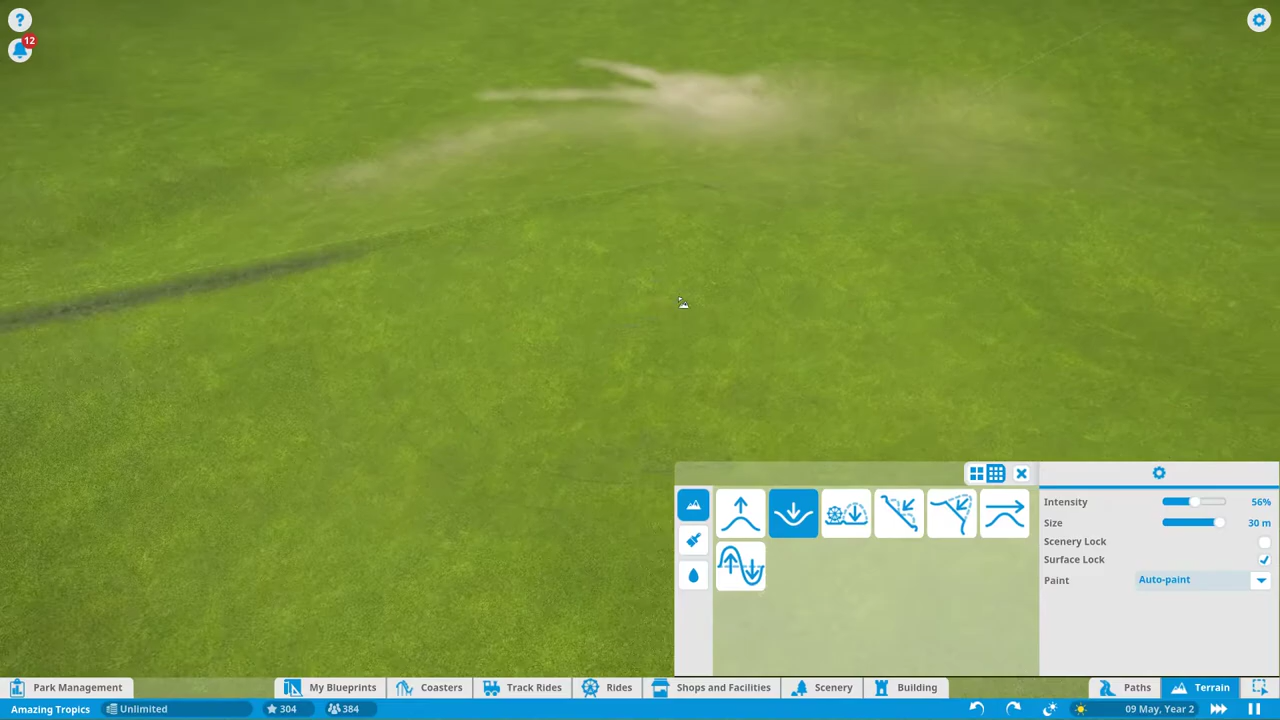 ?
12
Intensity 56%
Size 30 m
Scenery Lock
Surface Lock
Paint Auto-paint
Park Management My Blueprints Coasters Track Rides Rides Shops and Facilities Scenery Building Paths Terrain
Amazing Tropics Unlimited 304 384 09 May, Year 2